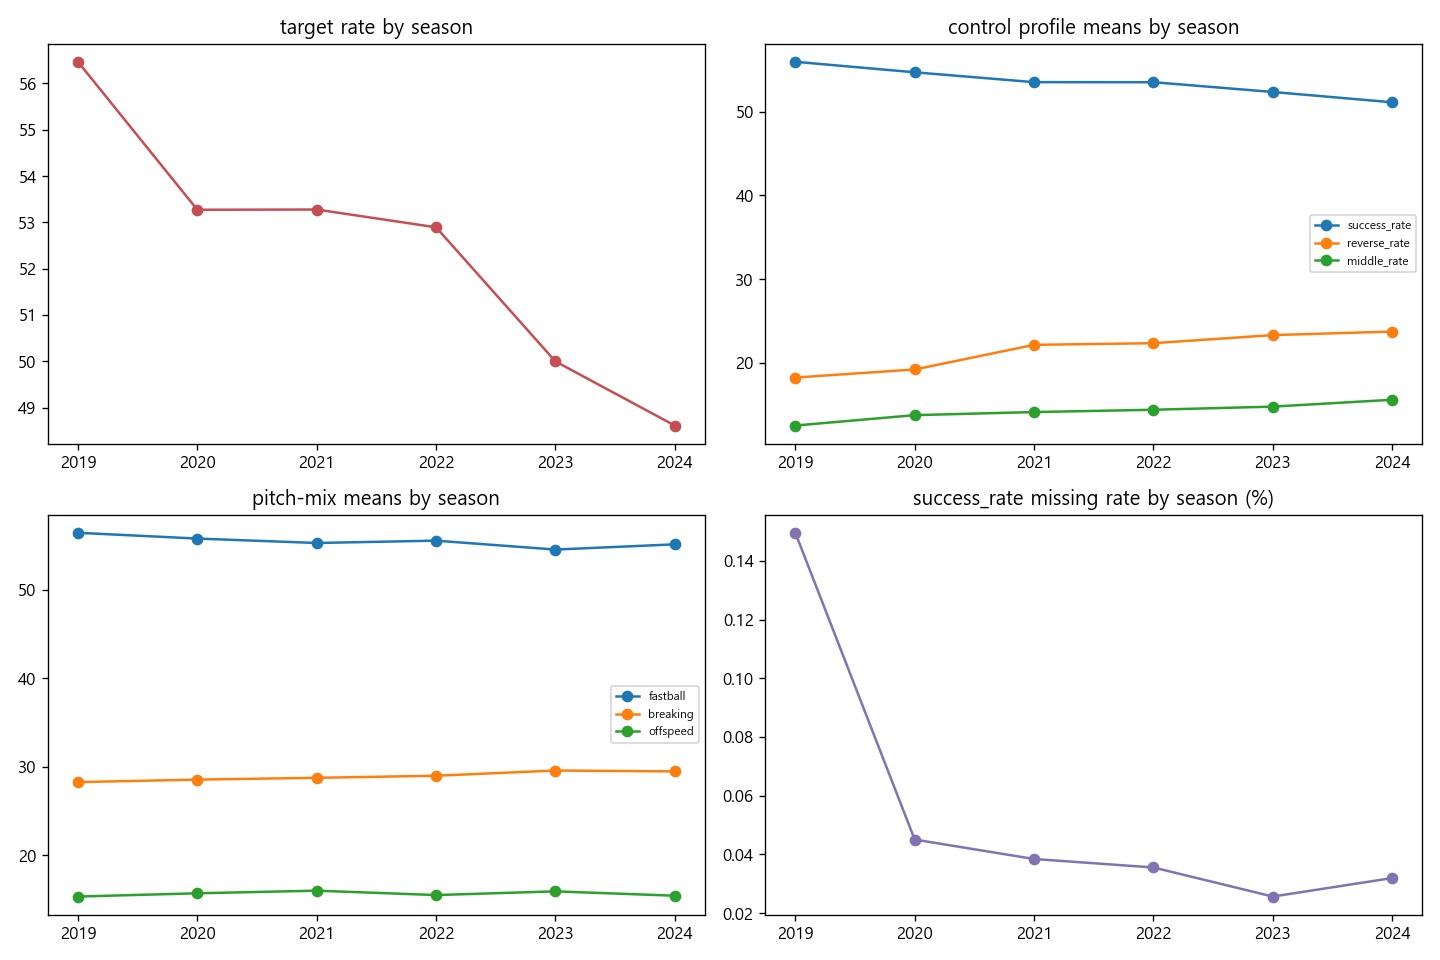 target rate by season
56
55
54
53
52
51
50
49
2019 2020 2021 2022 2023 2024
control profile means by season
50
40
30
20
success_rate
reverse_rate
middle_rate
2019 2020 2021 2022 2023 2024
pitch-mix means by season
50
40
30
20
fastball
breaking
offspeed
2019 2020 2021 2022 2023 2024
success_rate missing rate by season (%)
0.14
0.12
0.10
0.08
0.06
0.04
0.02
2019 2020 2021 2022 2023 2024